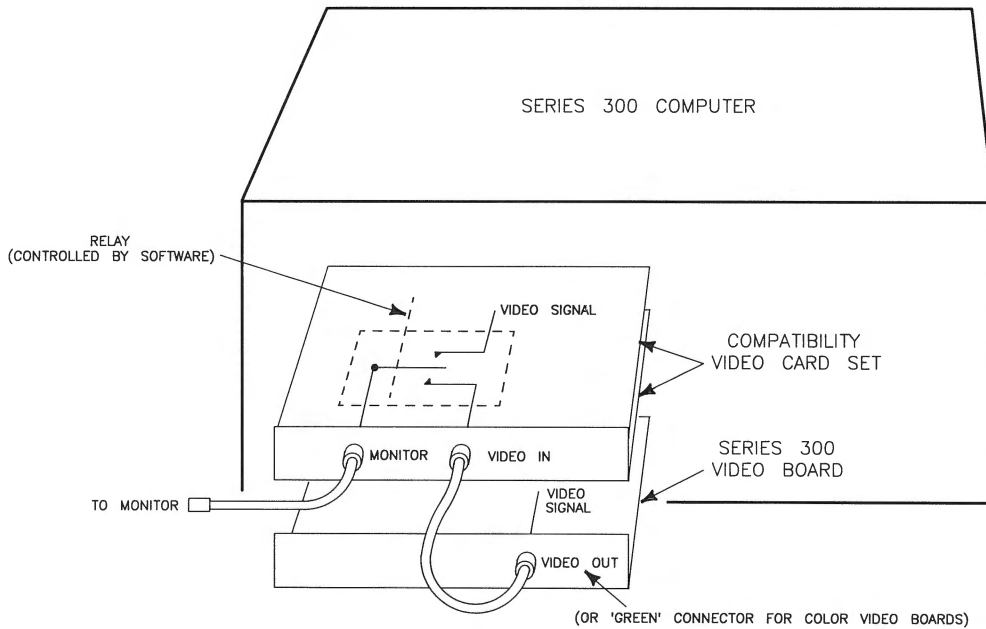 SERIES 300 COMPUTER
RELAY
(CONTROLLED BY SOFTWARE)
VIDEO SIGNAL
COMPATIBILITY
VIDEO CARD SET
MONITOR
VIDEO IN
SERIES 300
VIDEO BOARD
TO MONITOR
VIDEO
SIGNAL
VIDEO OUT
(OR 'GREEN' CONNECTOR FOR COLOR VIDEO BOARDS)